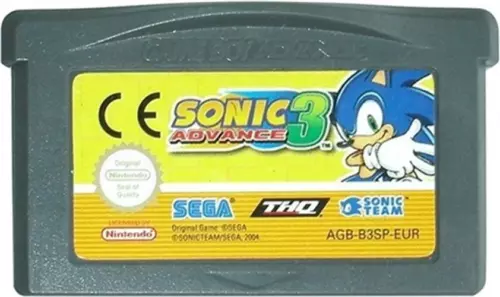 GAME BOY ADVANCE
CE
SONIC
ADVANCE 3
Original
Nintendo
Seal of
Quality
LICENSED BY
Nintendo
SEGA
THQ
SONIC
TEAM
Original Game ©SEGA
©SONICTEAM/SEGA, 2004
AGB-B3SP-EUR